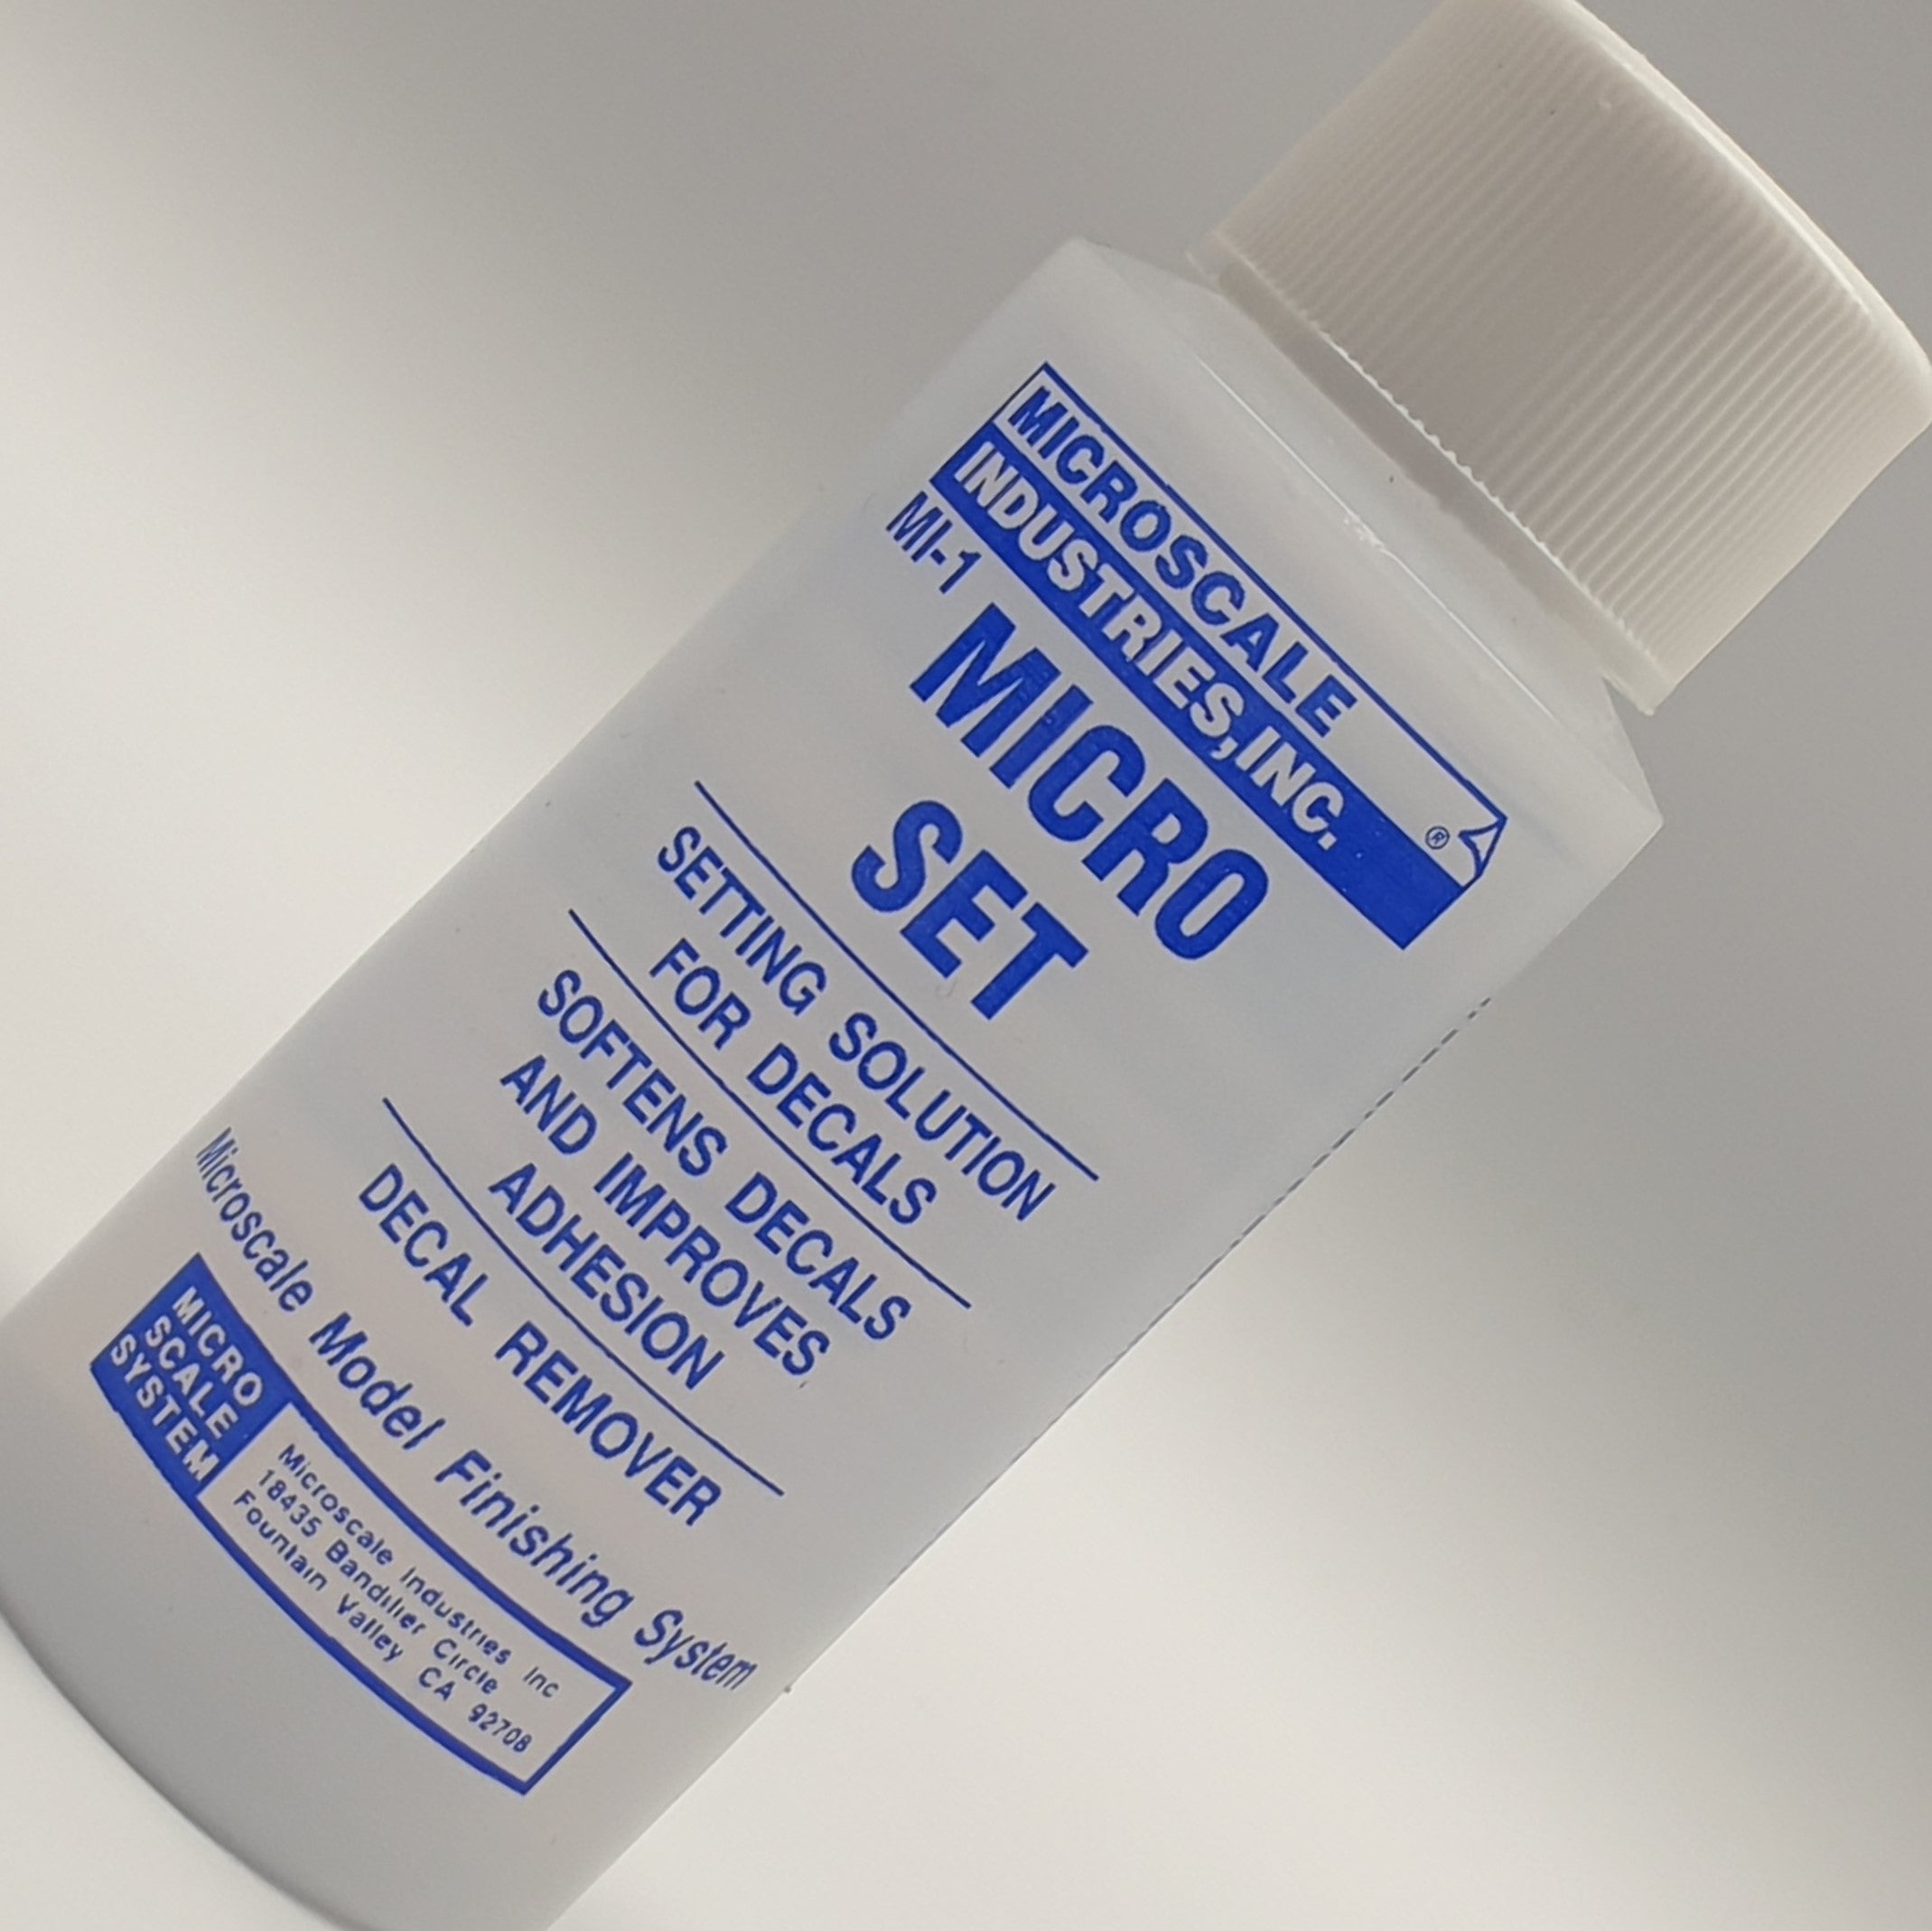 MICROSCALE
INDUSTRIES, INC.
®
MI-1
MICRO
SET
SETTING SOLUTION
FOR DECALS
SOFTENS DECALS
AND IMPROVES
ADHESION
DECAL REMOVER
Microscale Model Finishing System
MICRO
SCALE
SYSTEM
Microscale Industries Inc
18435 Bandilier Circle
Fountain Valley CA 92708